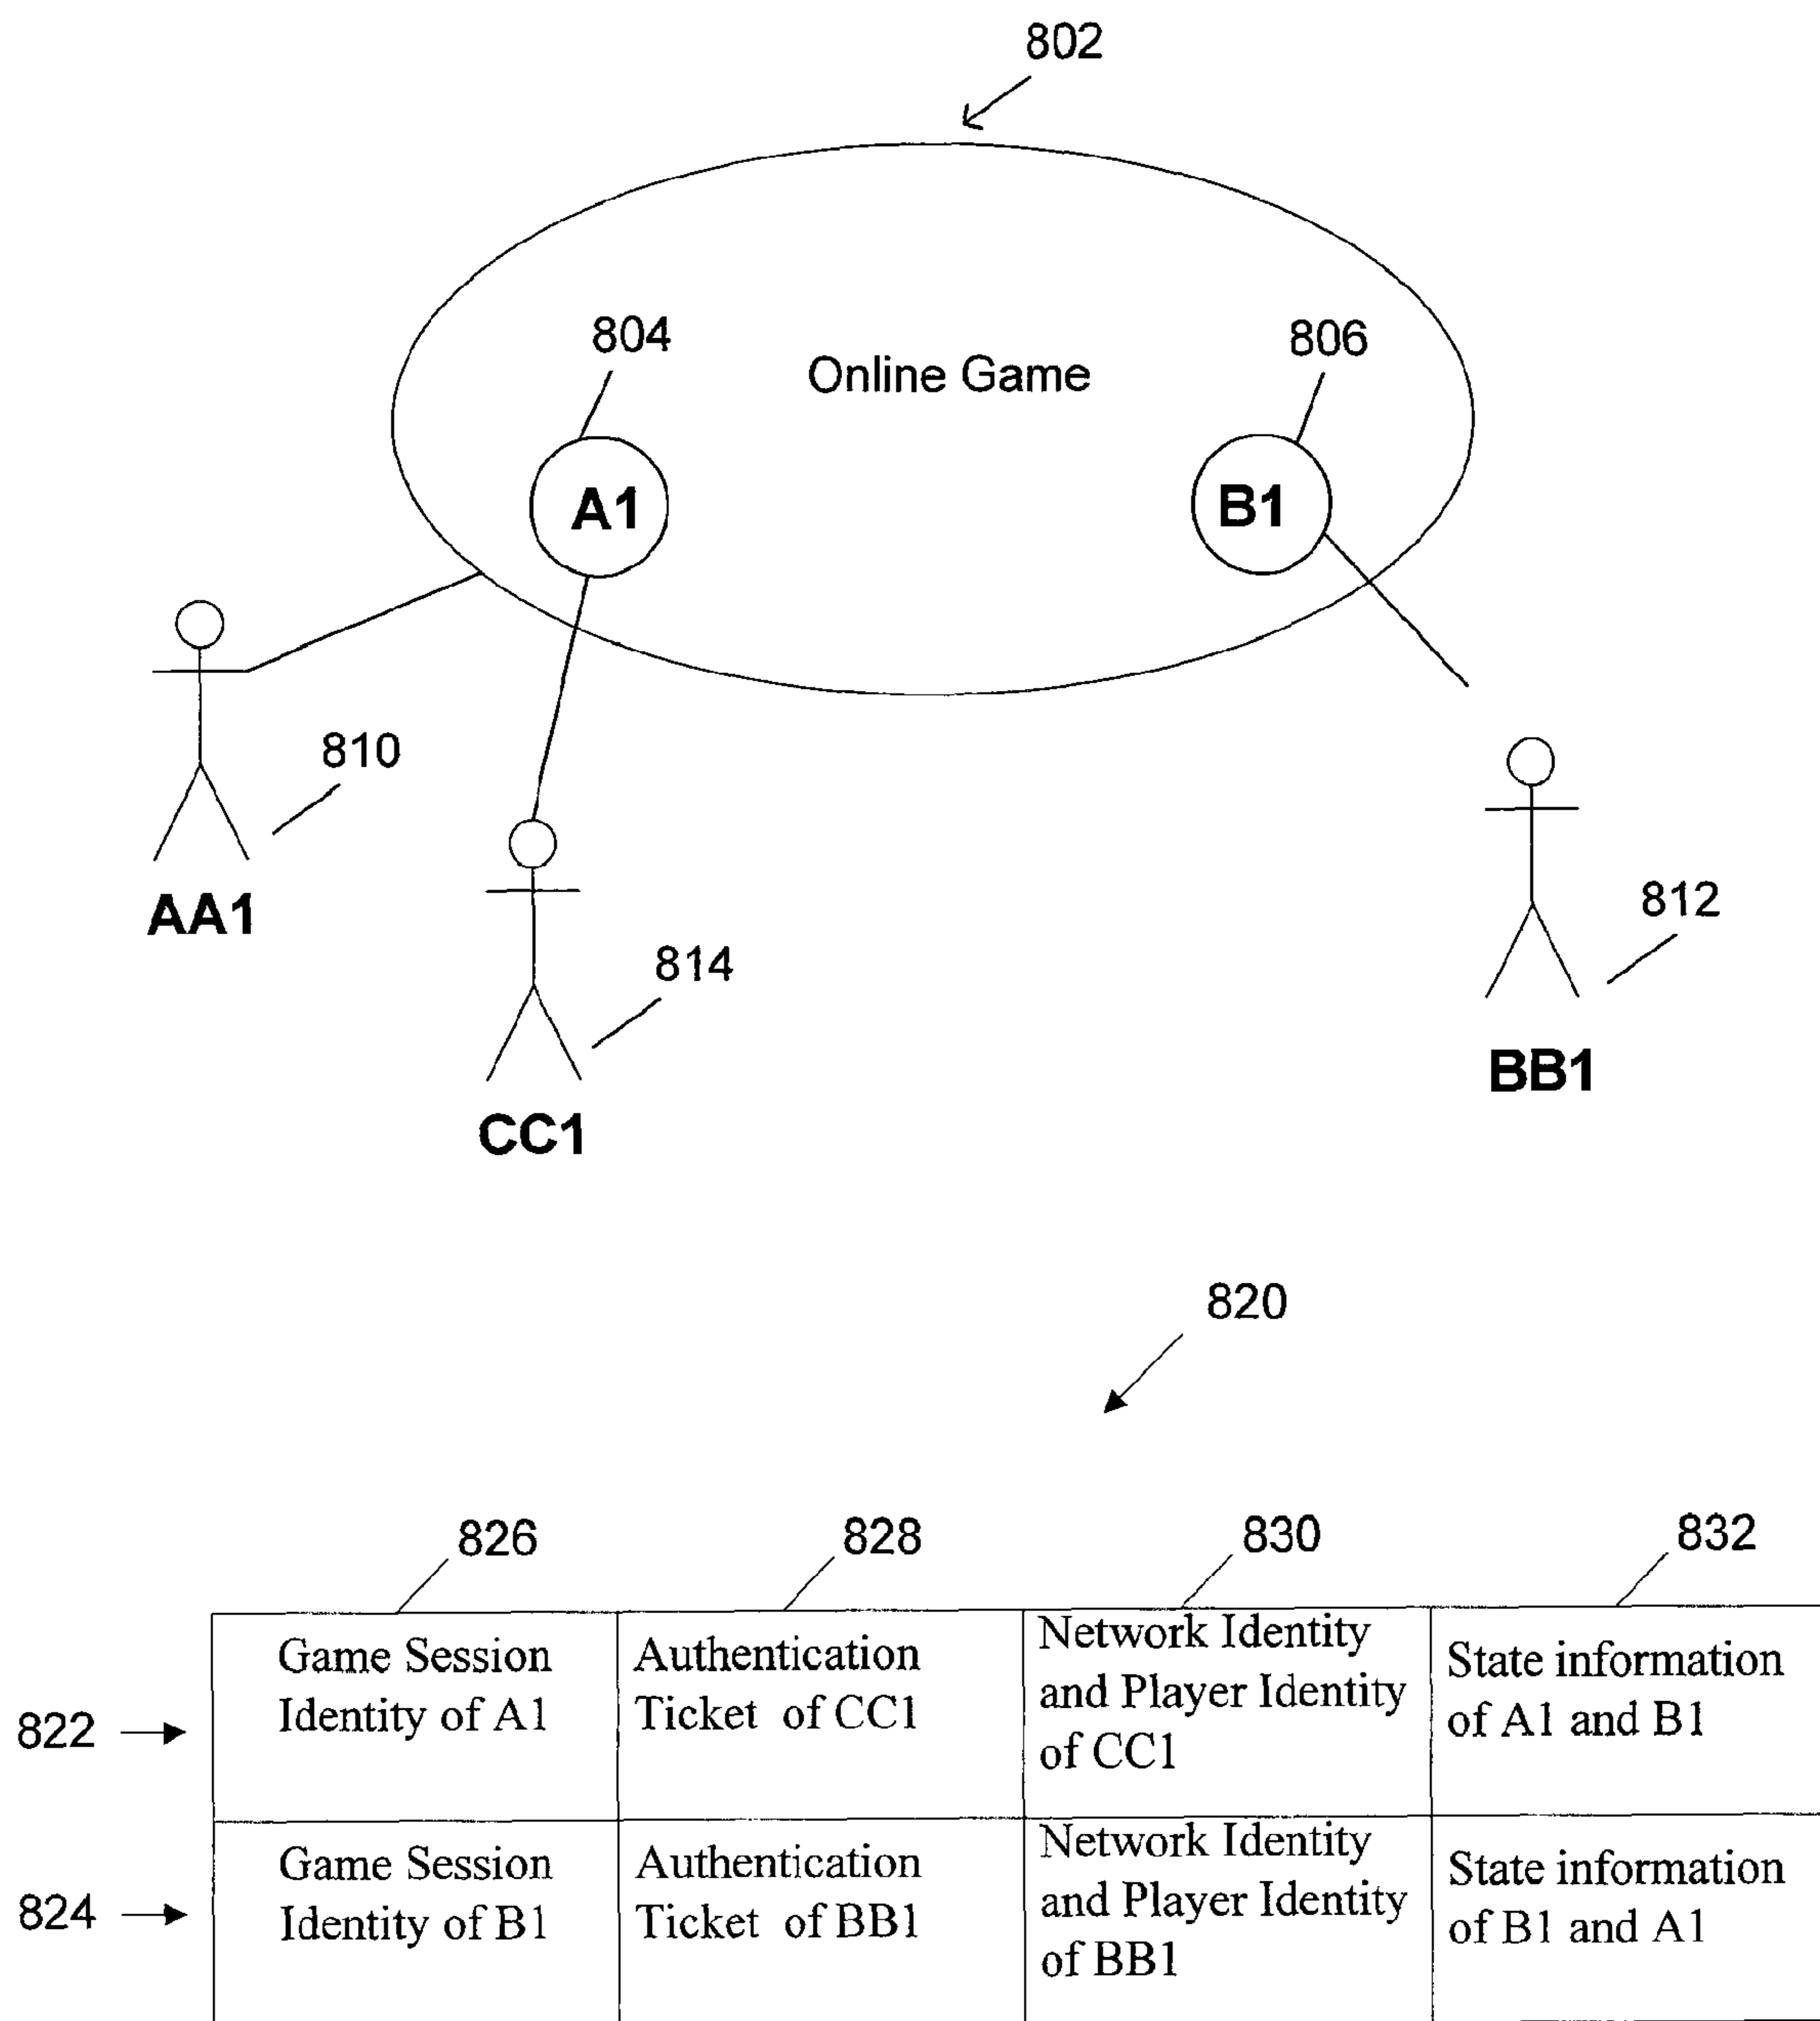 802
804
Online Game
806
A1
B1
810
AA1
814
CC1
812
BB1
820
826
828
830
832
822
Game Session
Identity of A1
Authentication
Ticket of CC1
Network Identity
and Player Identity
of CC1
State information
of A1 and B1
824
Game Session
Identity of B1
Authentication
Ticket of BB1
Network Identity
and Player Identity
of BB1
State information
of B1 and A1